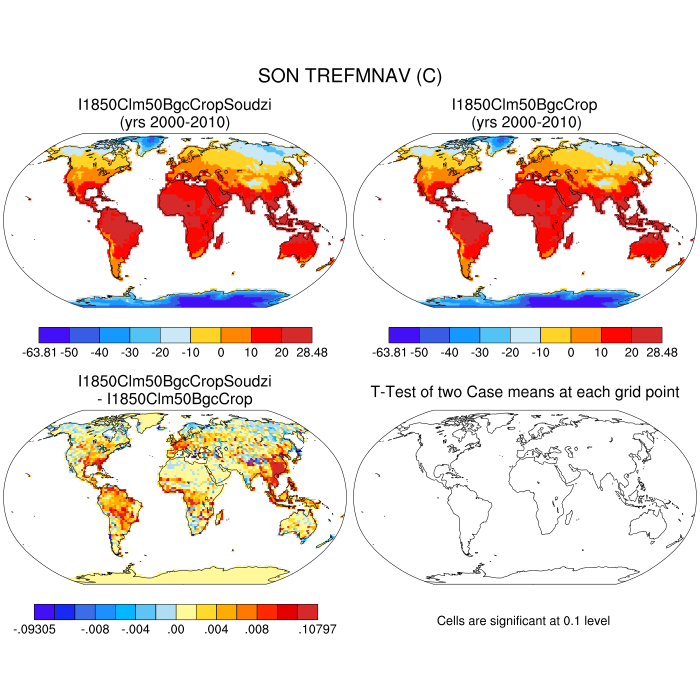 SON TREFMNAV (C)
I1850Clm50BgcCropSoudzi
(yrs 2000-2010)
I1850Clm50BgcCrop
(yrs 2000-2010)
-63.81 -50 -40 -30 -20 -10 0 10 20 28.48
-63.81 -50 -40 -30 -20 -10 0 10 20 28.48
I1850Clm50BgcCropSoudzi
- I1850Clm50BgcCrop
T-Test of two Case means at each grid point
-.09305 -.008 -.004 .00 .004 .008 .10797
Cells are significant at 0.1 level